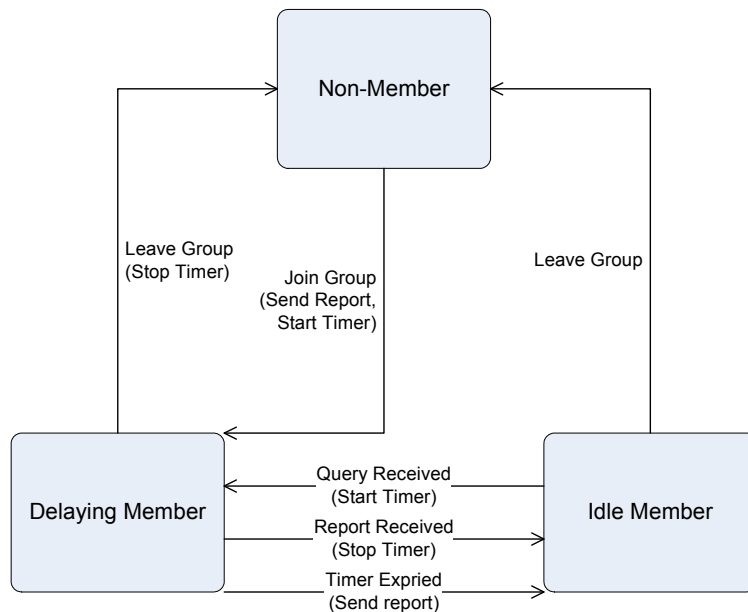 Non-Member
Leave Group
(Stop Timer)
Join Group
(Send Report,
Start Timer)
Leave Group
Delaying Member
Query Received
(Start Timer)
Report Received
(Stop Timer)
Timer Expried
(Send report)
Idle Member